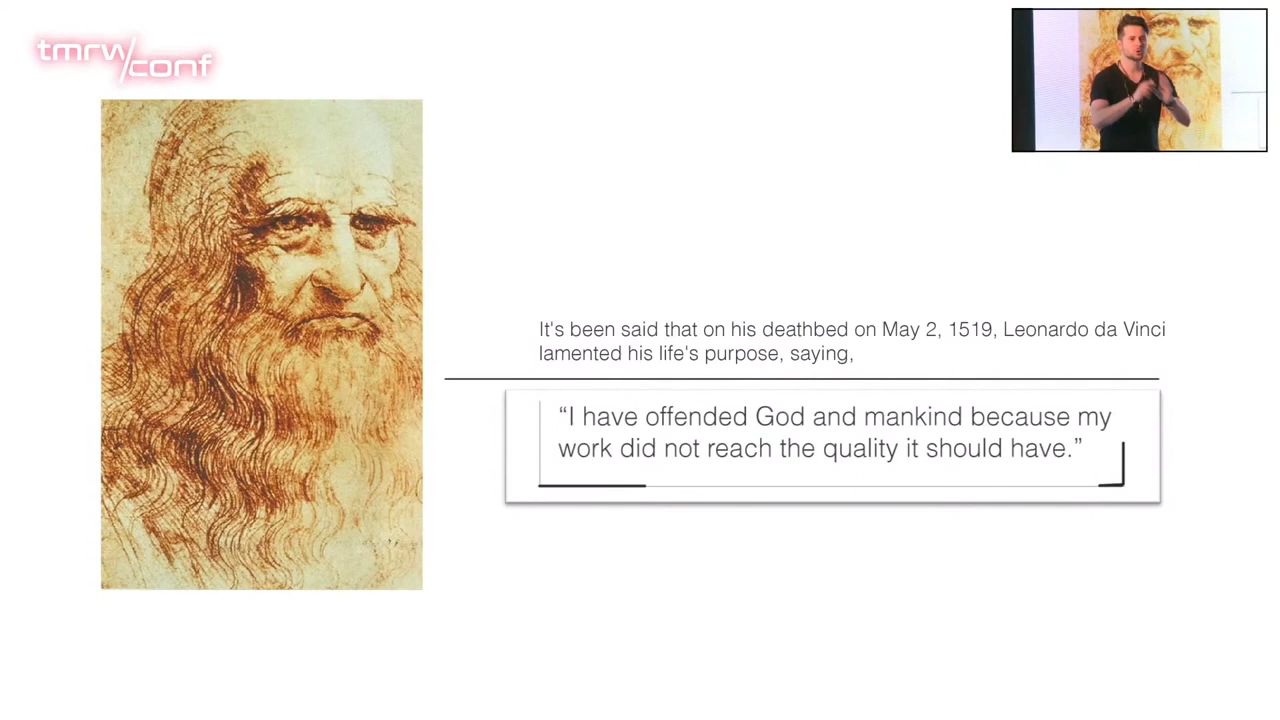 tmrw/conf
It's been said that on his deathbed on May 2, 1519, Leonardo da Vinci
lamented his life's purpose, saying,
“I have offended God and mankind because my
work did not reach the quality it should have.”